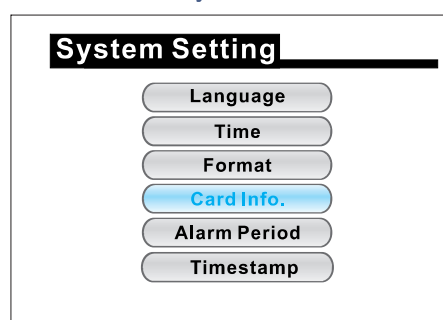 System Setting
Language
Time
Format
Card Info.
Alarm Period
Timestamp